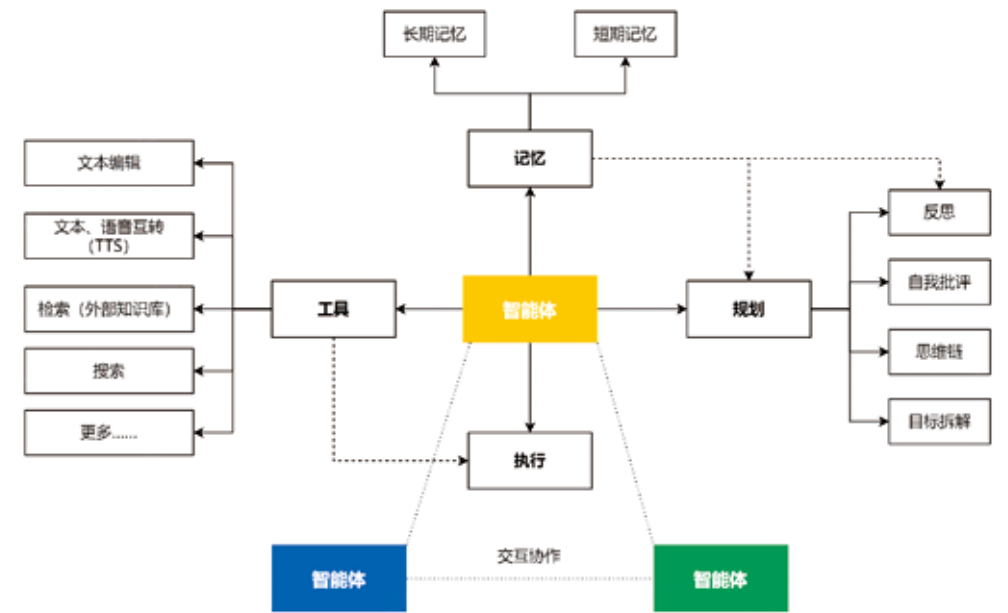 长期记忆
短期记忆
记忆
文本编辑
文本、语音互转
（TTS）
检索（外部知识库）
搜索
更多......
工具
智能体
规划
反思
自我批评
思维链
目标拆解
执行
交互协作
智能体
智能体